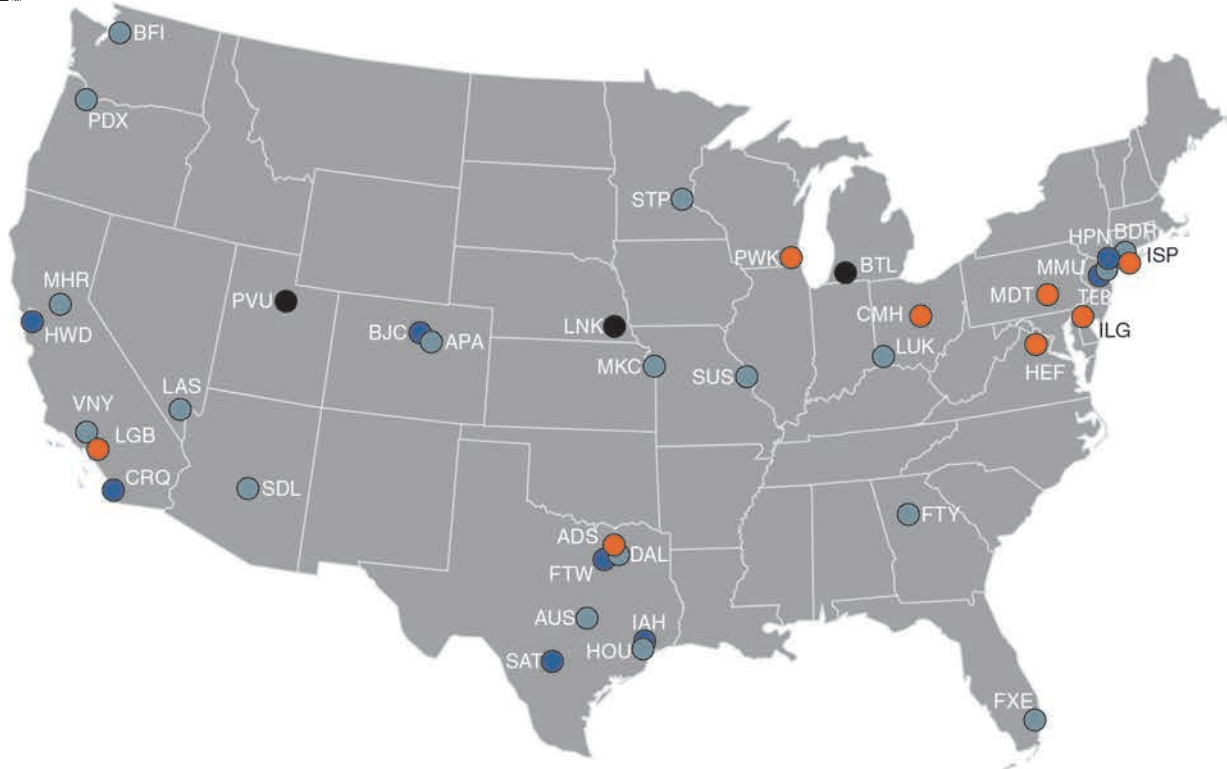 BFI
PDX
STP
HPN BDR
ISP
PWK
BTL
MMU
MHR
PVU
MDT
TEB
HWD
BJC
APA
LNK
CMH
ILG
LUK
HEF
MKC
SUS
LAS
VNY
LGB
CRQ
SDL
FTY
ADS
DAL
FTW
AUS
IAH
HOU
SAT
FXE